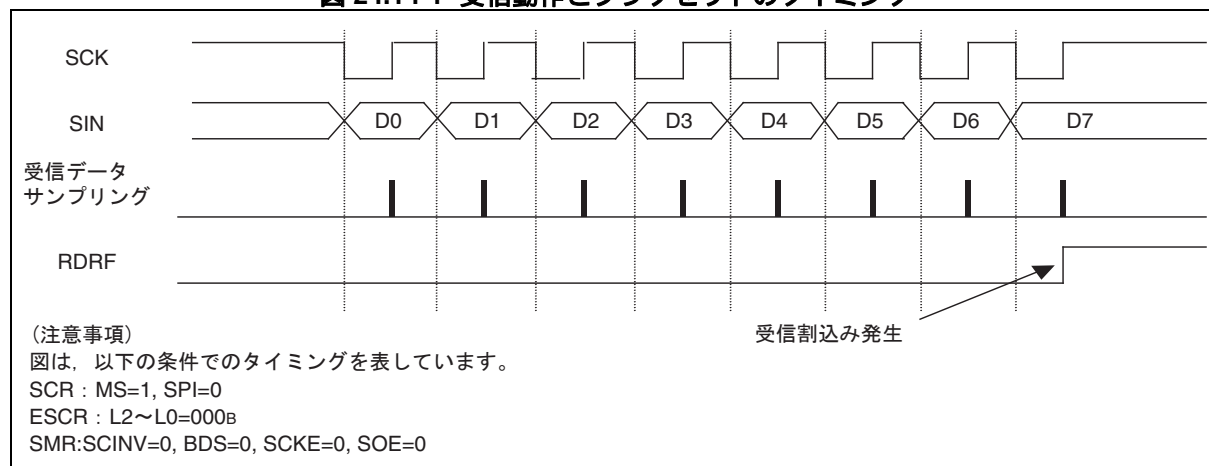 SCK
SIN
D0 D1 D2 D3 D4 D5 D6 D7
受信データ
サンプリング
RDRF
受信割込み発生
(注意事項)
図は，以下の条件でのタイミングを表しています。
SCR：MS=1, SPI=0
ESCR：L2～L0=000B
SMR:SCINV=0, BDS=0, SCKE=0, SOE=0